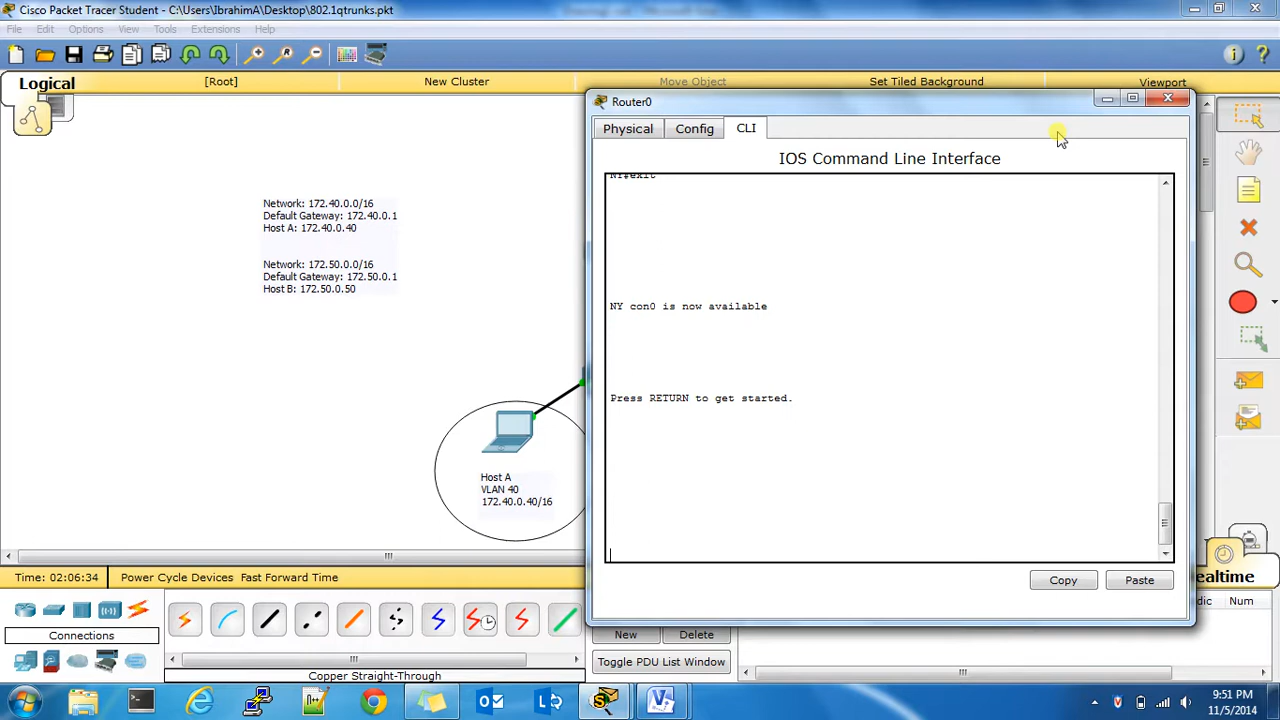 Cisco Packet Tracer Student - C:\Users\IbrahimA\Desktop\802.1qtrunks.pkt
File Edit Options View Tools Extensions Help
Logical [Root] New Cluster Move Object Set Tiled Background Viewport
Router0
Physical Config CLI
IOS Command Line Interface
NY#exit
NY con0 is now available
Press RETURN to get started.
Copy Paste
Network: 172.40.0.0/16
Default Gateway: 172.40.0.1
Host A: 172.40.0.40
Network: 172.50.0.0/16
Default Gateway: 172.50.0.1
Host B: 172.50.0.50
Host A
VLAN 40
172.40.0.40/16
Time: 02:06:34 Power Cycle Devices Fast Forward Time
ealtime
Connections
Copper Straight-Through
New Delete
Toggle PDU List Window
dic Num
9:51 PM
11/5/2014